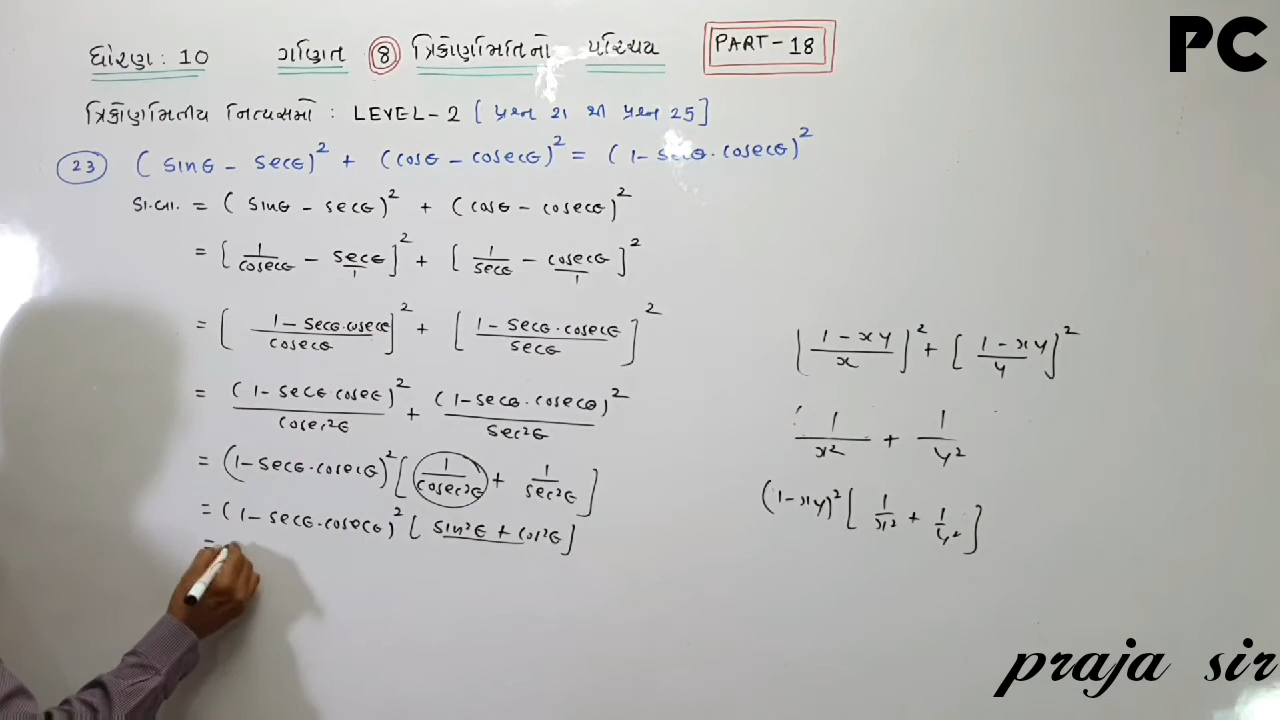 ધોરણ : 10 ગણિત 8 ત્રિકોણમિતિનો પરિચય PART-18
PC
ત્રિકોણમિતીય નિત્યસમો : LEVEL-2 [ પ્રશ્ન 21 થી પ્રશ્ન 25 ]
23 (sinθ - secθ)² + (cosθ - cosecθ)² = (1 - secθ.cosecθ)²
ડા.બા. = (sinθ - secθ)² + (cosθ - cosecθ)²
= [1/cosecθ - secθ/1]² + [1/secθ - cosecθ/1]²
= [(1 - secθ.cosecθ)/cosecθ]² + [(1 - secθ.cosecθ)/secθ]²
= (1 - secθ.cosecθ)²/cosec²θ + (1 - secθ.cosecθ)²/sec²θ
= (1 - secθ.cosecθ)² [1/cosec²θ + 1/sec²θ]
= (1 - secθ.cosecθ)² [sin²θ + cos²θ]
=
[(1 - xy)/x]² + [(1 - xy)/y]²
1/x² + 1/y²
(1 - xy)² [1/x² + 1/y²]
praja sir